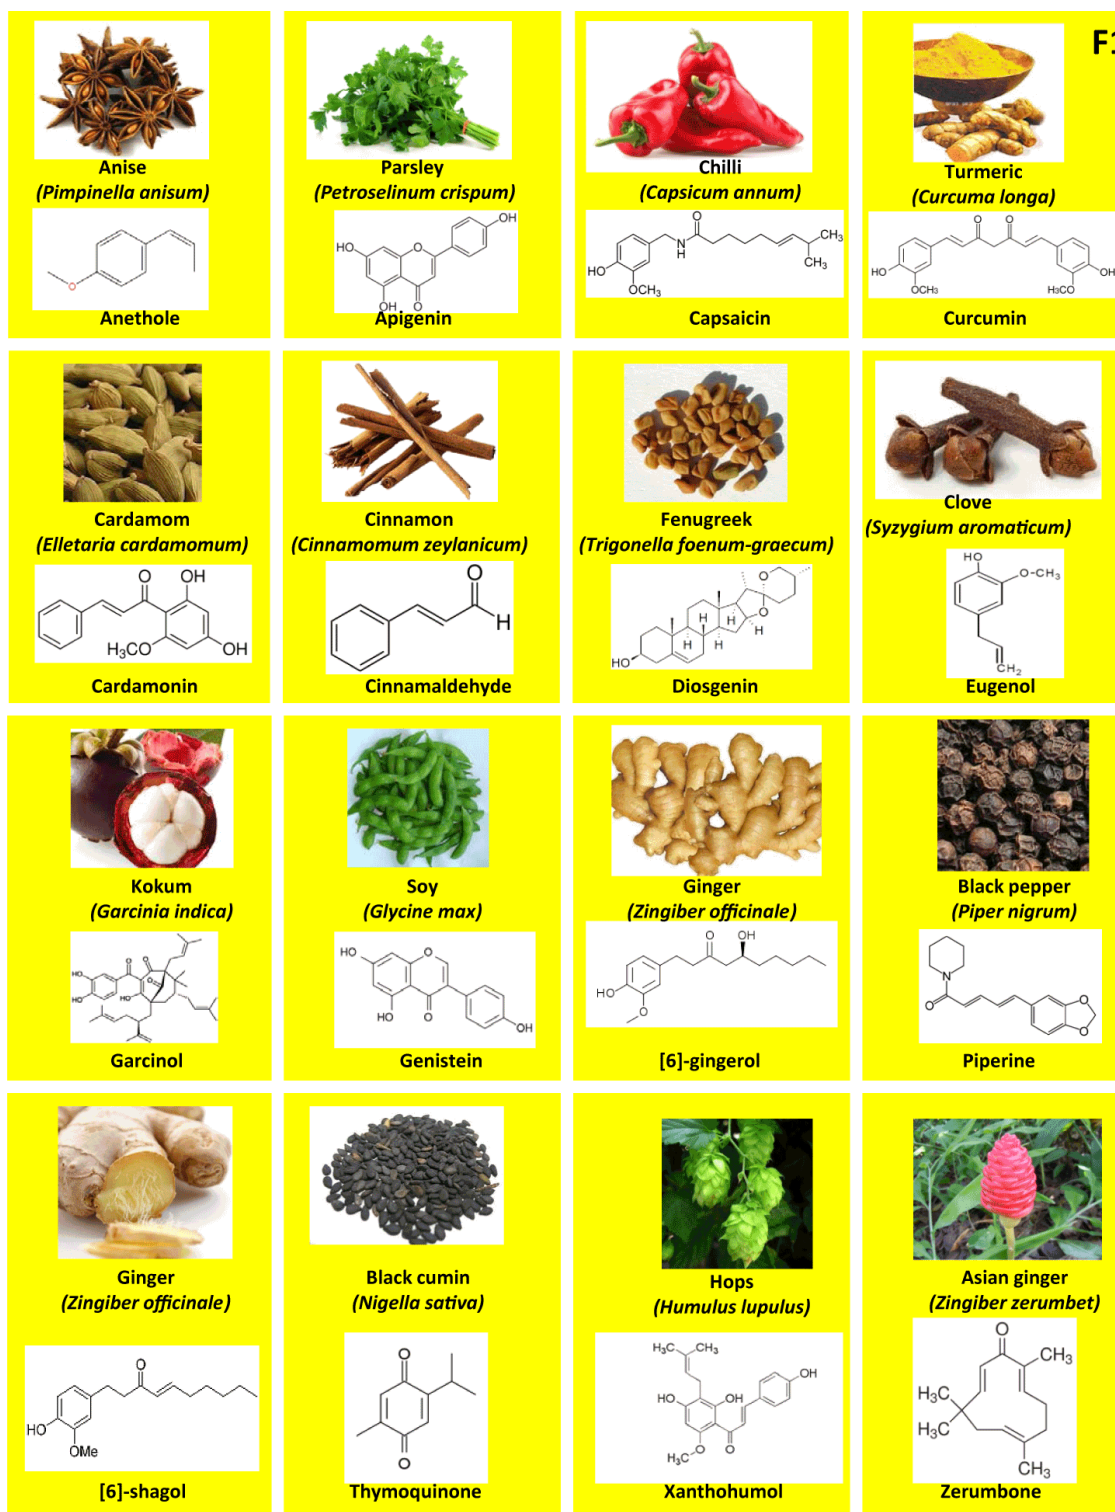 F1
Anise
(Pimpinella anisum)
Anethole
Parsley
(Petroselinum crispum)
Apigenin
Chilli
(Capsicum annum)
Capsaicin
Turmeric
(Curcuma longa)
Curcumin
Cardamom
(Elletaria cardamomum)
Cardamonin
Cinnamon
(Cinnamomum zeylanicum)
Cinnamaldehyde
Fenugreek
(Trigonella foenum-graecum)
Diosgenin
Clove
(Syzygium aromaticum)
Eugenol
Kokum
(Garcinia indica)
Garcinol
Soy
(Glycine max)
Genistein
Ginger
(Zingiber officinale)
[6]-gingerol
Black pepper
(Piper nigrum)
Piperine
Ginger
(Zingiber officinale)
[6]-shagol
Black cumin
(Nigella sativa)
Thymoquinone
Hops
(Humulus lupulus)
Xanthohumol
Asian ginger
(Zingiber zerumbet)
Zerumbone